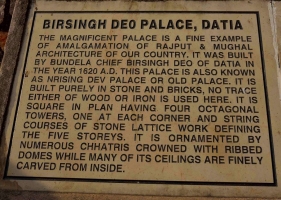 BIRSINGH DEO PALACE, DATIA
THE MAGNIFICENT PALACE IS A FINE EXAMPLE
OF AMALGAMATION OF RAJPUT & MUGHAL
ARCHITECTURE OF OUR COUNTRY. IT WAS BUILT
BY BUNDELA CHIEF BIRSINGH DEO OF DATIA IN
THE YEAR 1620 A.D. THIS PALACE IS ALSO KNOWN
AS NRISING DEV PALACE OR OLD PALACE. IT IS
BUILT PURELY IN STONE AND BRICKS, NO TRACE
EITHER OF WOOD OR IRON IS USED HERE. IT IS
SQUARE IN PLAN HAVING FOUR OCTAGONAL
TOWERS, ONE AT EACH CORNER AND STRING
COURSES OF STONE LATTICE WORK DEFINING
THE FIVE STOREYS. IT IS ORNAMENTED BY
NUMEROUS CHHATRIS CROWNED WITH RIBBED
DOMES WHILE MANY OF ITS CEILINGS ARE FINELY
CARVED FROM INSIDE.